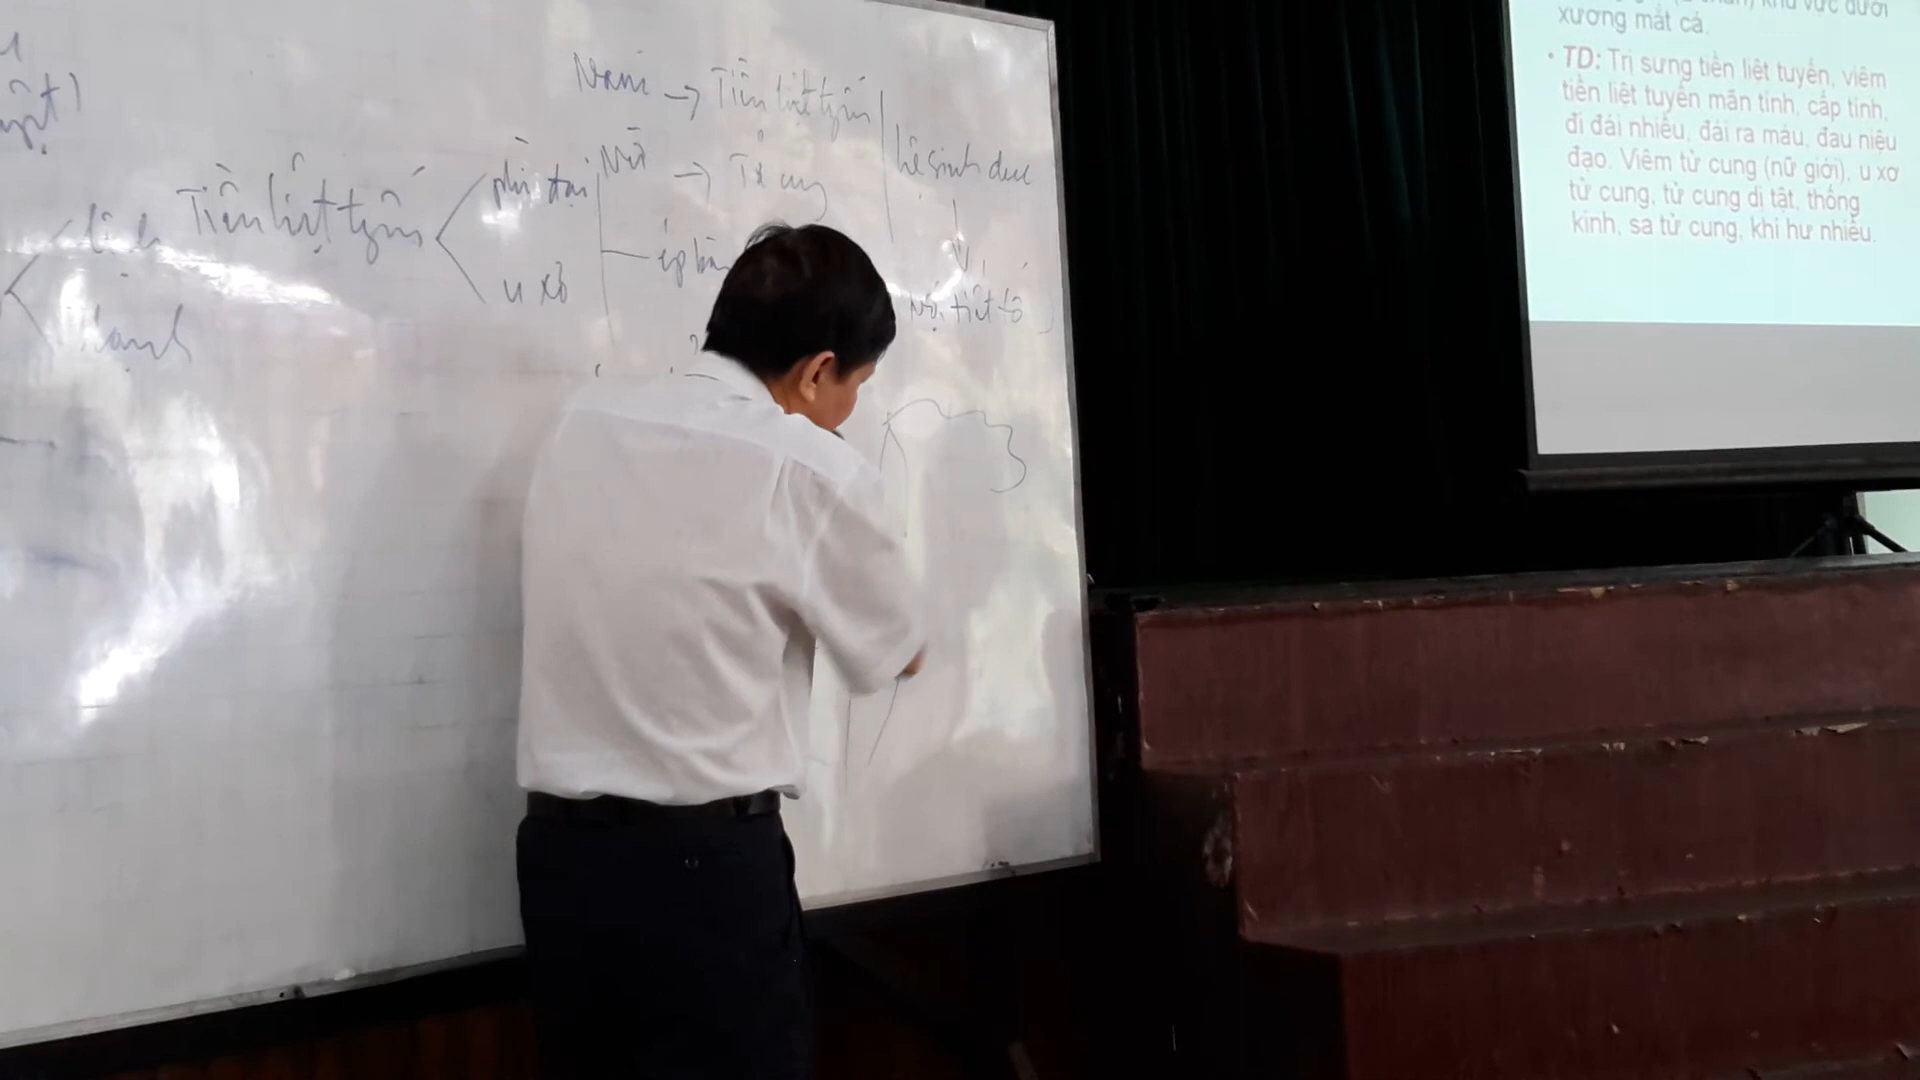 Nam → Tiền liệt tuyến
Nữ → Tử cung
hệ sinh dục
↓
Nội tiết tố
Tiền liệt tuyến
phì đại
u xơ
ép bàng
lành
xương mắt cá.
• TD: Trị sưng tiền liệt tuyến, viêm
tiền liệt tuyến mãn tính, cấp tính,
đi đái nhiều, đái ra máu, đau niệu
đạo. Viêm tử cung (nữ giới), u xơ
tử cung, tử cung dị tật, thống
kinh, sa tử cung, khí hư nhiều.